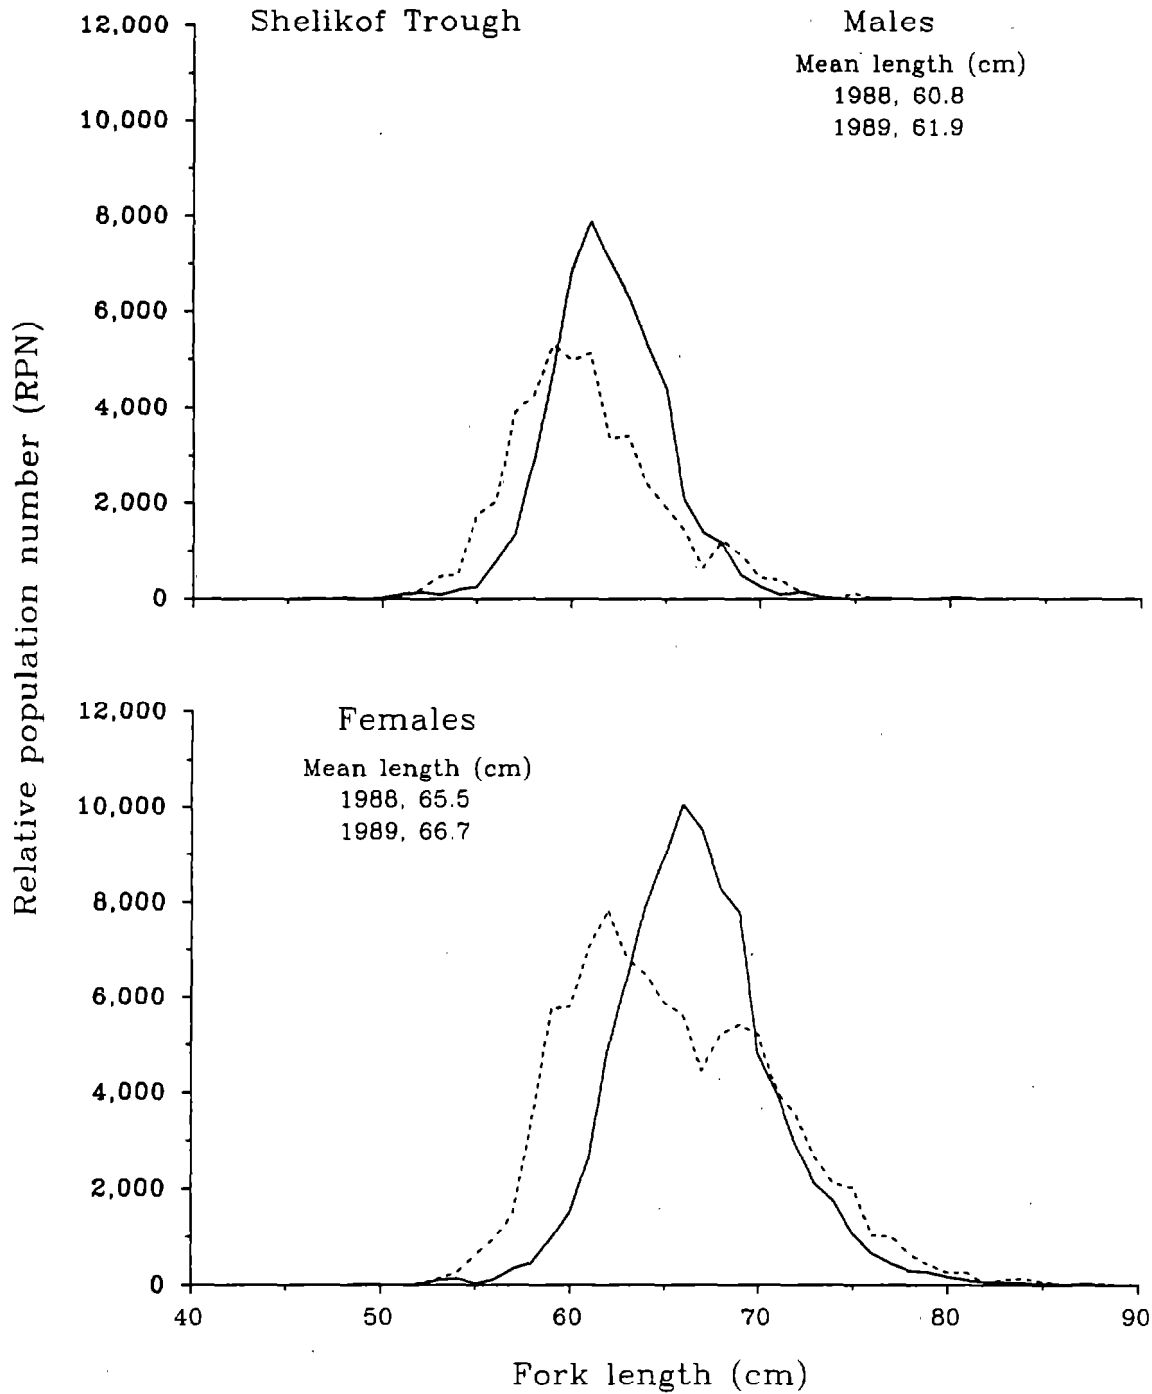 Shelikof Trough
Males
Mean length (cm)
1988, 60.8
1989, 61.9
12,000
10,000
8,000
6,000
4,000
2,000
0
Relative population number (RPN)
Females
Mean length (cm)
1988, 65.5
1989, 66.7
12,000
10,000
8,000
6,000
4,000
2,000
0
40 50 60 70 80 90
Fork length (cm)